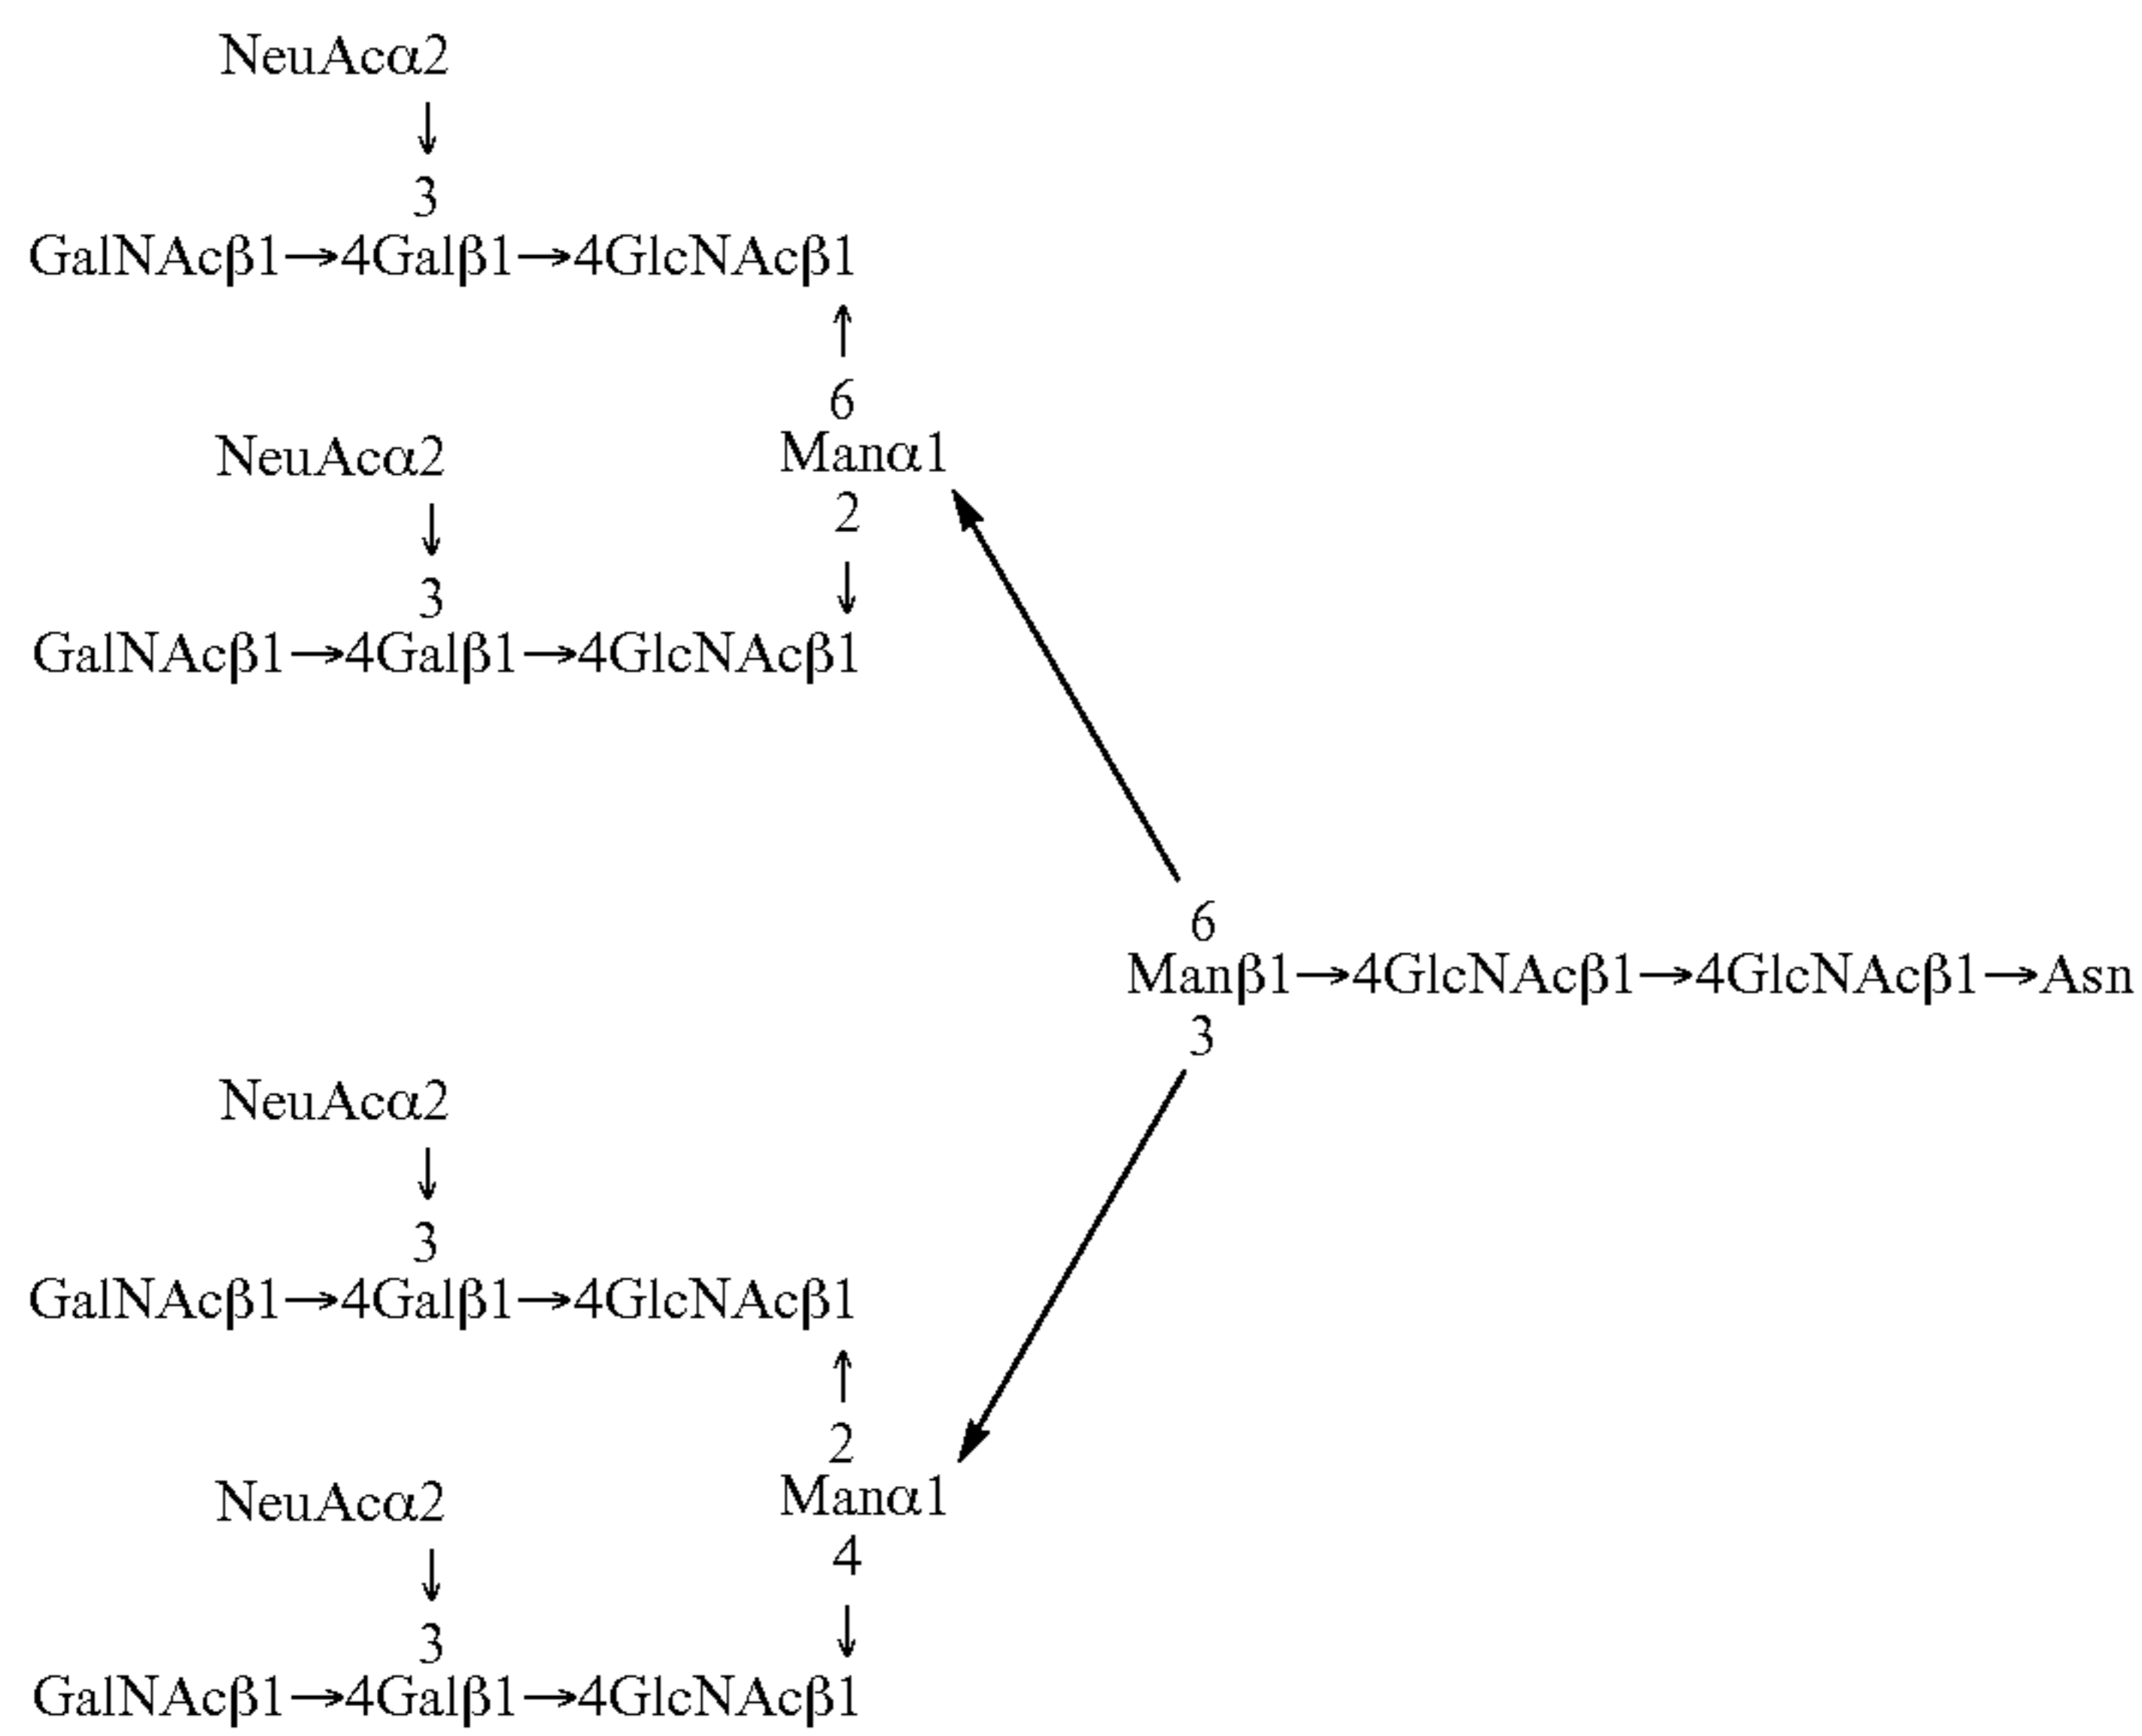 NeuAcα2
↓
3
GalNAcβ1→4Galβ1→4GlcNAcβ1
↑
6
NeuAcα2 Manα1
2
↓ ↓
3
GalNAcβ1→4Galβ1→4GlcNAcβ1
6
Manβ1→4GlcNAcβ1→4GlcNAcβ1→Asn
3
NeuAcα2
↓
3
GalNAcβ1→4Galβ1→4GlcNAcβ1
↑
2
NeuAcα2 Manα1
4
↓ ↓
3
GalNAcβ1→4Galβ1→4GlcNAcβ1